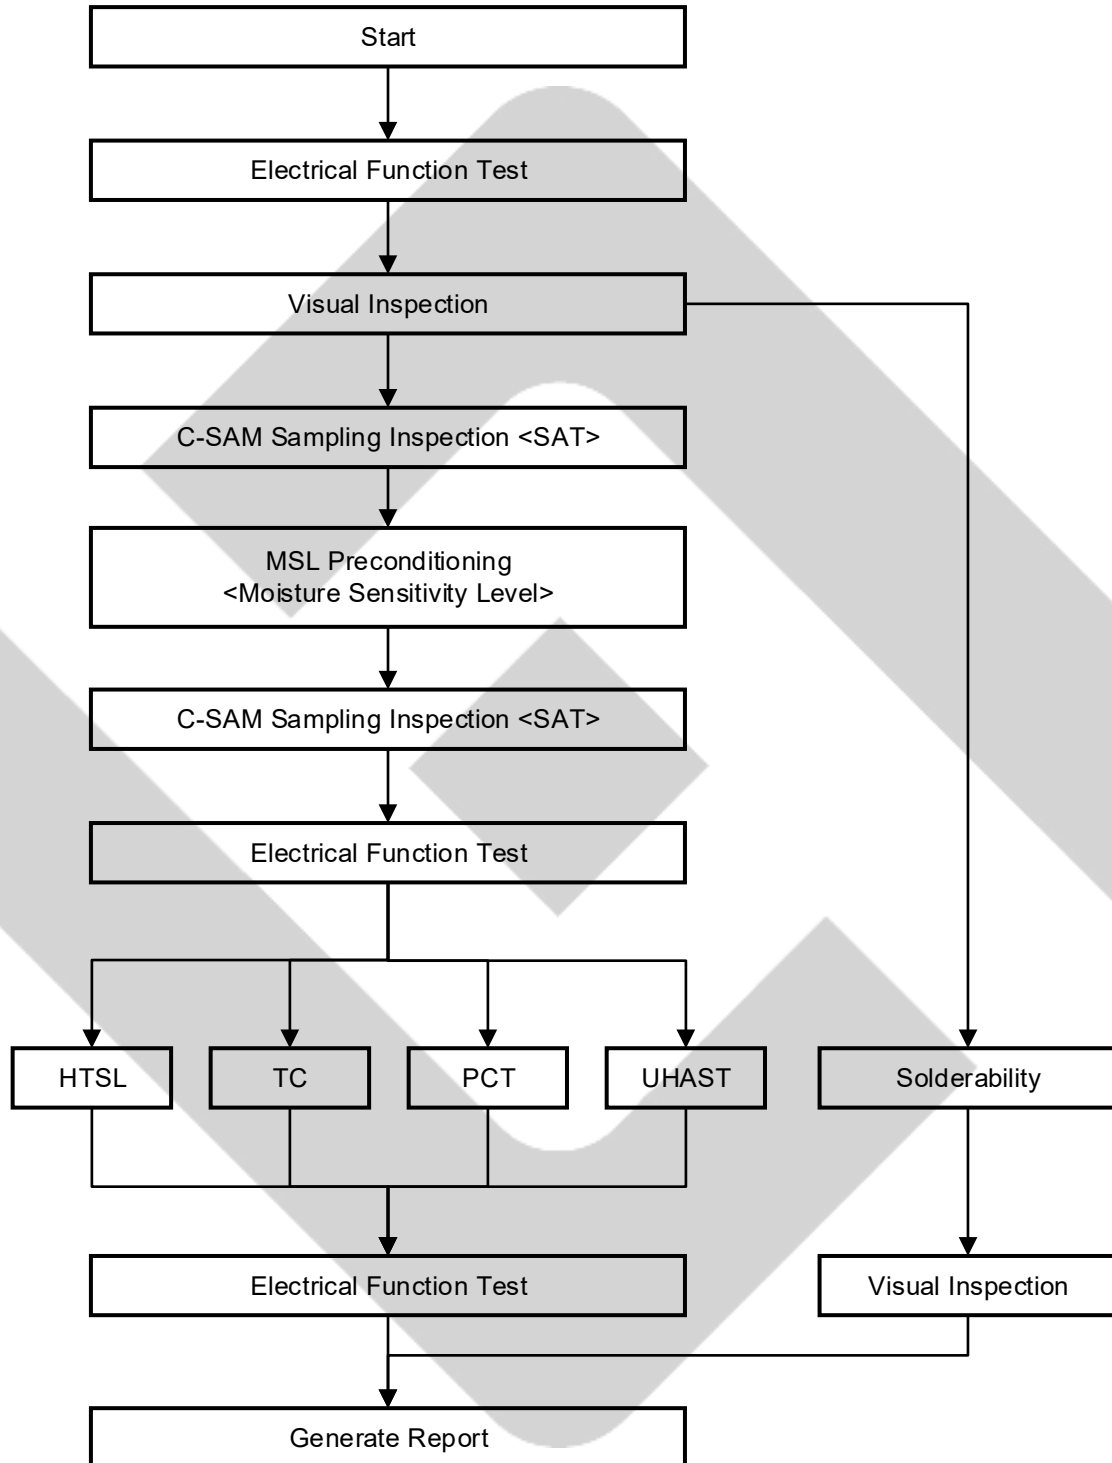 Start
Electrical Function Test
Visual Inspection
C-SAM Sampling Inspection <SAT>
MSL Preconditioning
<Moisture Sensitivity Level>
C-SAM Sampling Inspection <SAT>
Electrical Function Test
HTSL
TC
PCT
UHAST
Solderability
Electrical Function Test
Visual Inspection
Generate Report